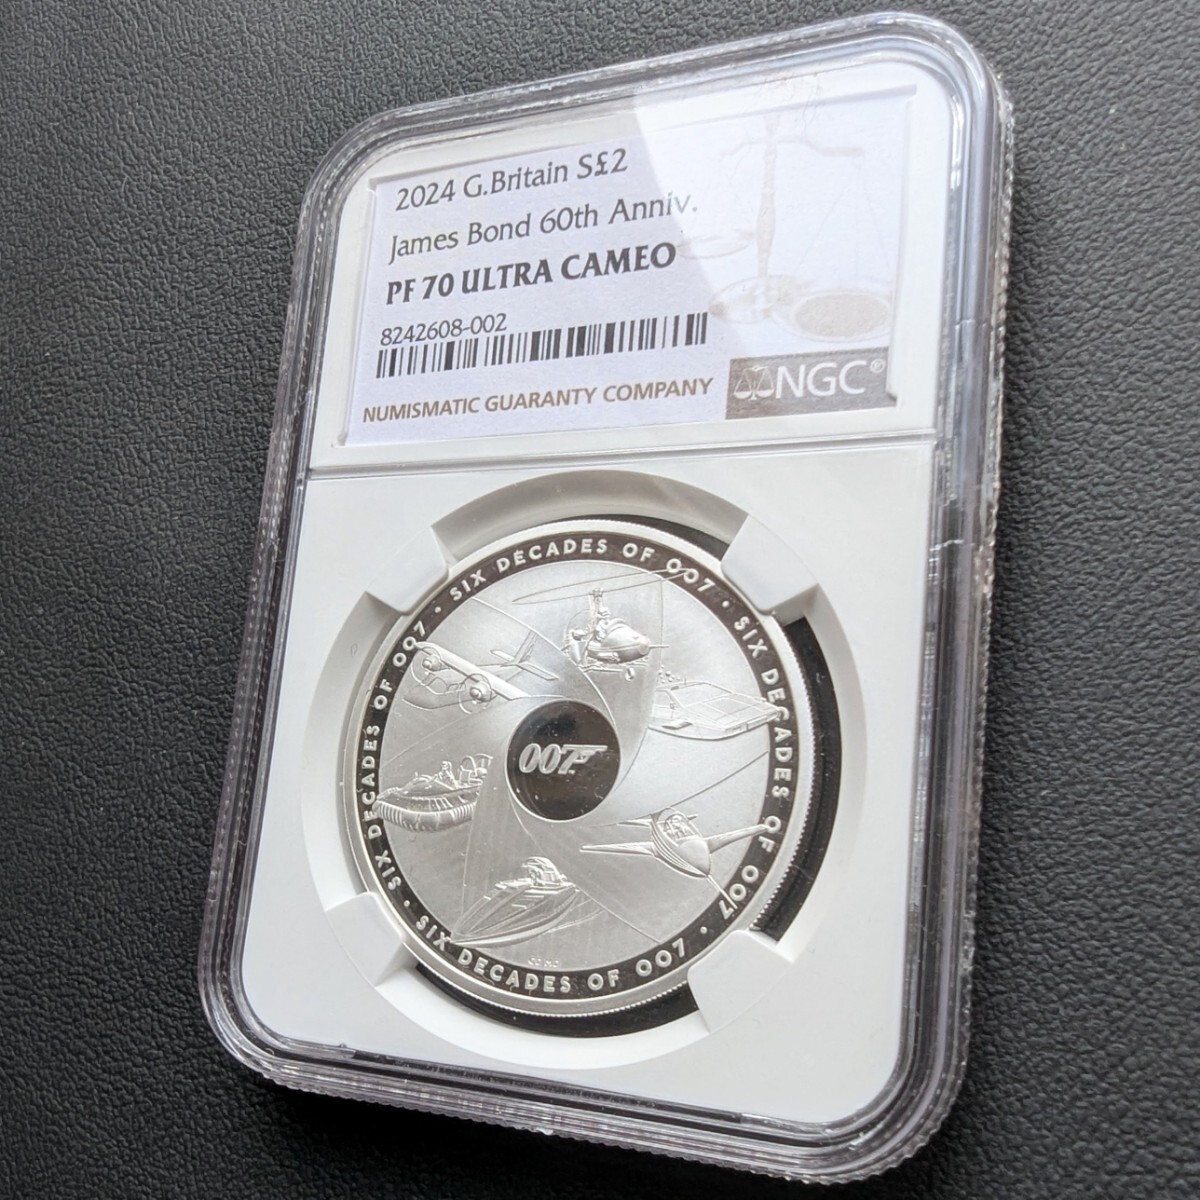 2024 G.Britain S£2
James Bond 60th Anniv.
PF 70 ULTRA CAMEO
8242608-002
NUMISMATIC GUARANTY COMPANY
NGC®
SIX DECADES OF 007 • SIX DECADES OF 007 • SIX DECADES OF 007 • SIX DECADES OF 007 •
007